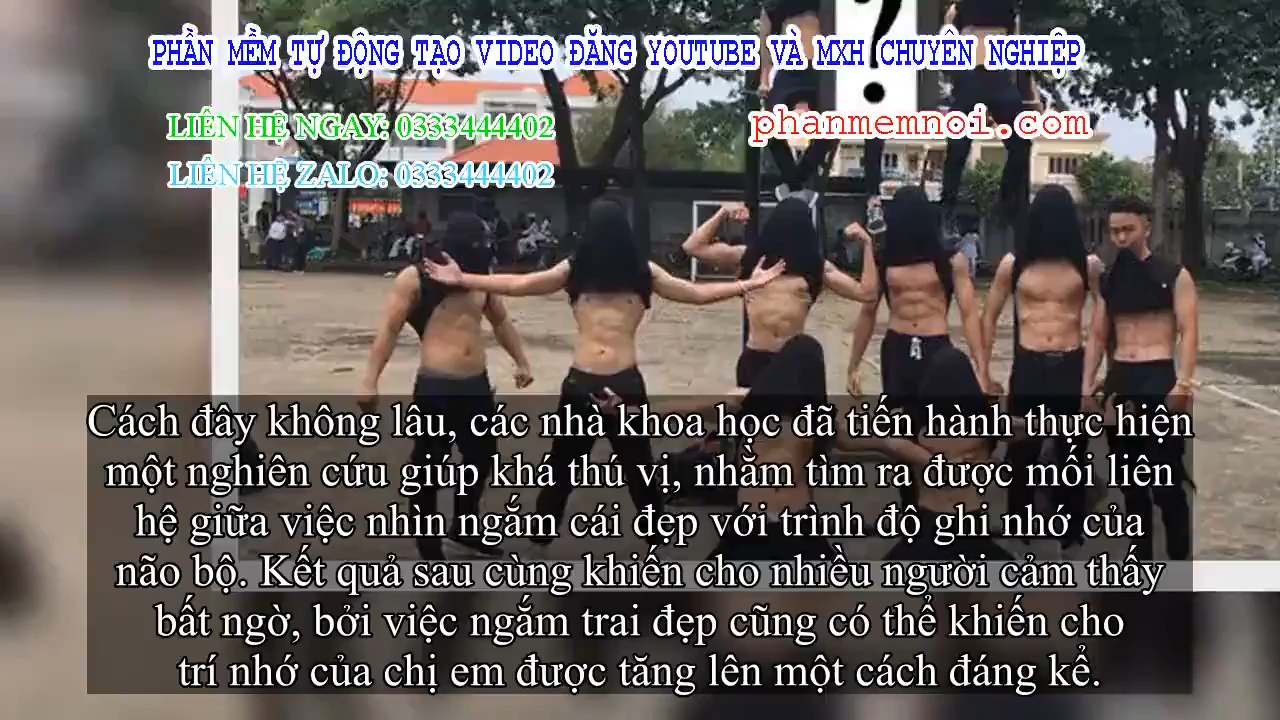 ?
PHẦN MỀM TỰ ĐỘNG TẠO VIDEO ĐĂNG YOUTUBE VÀ MXH CHUYÊN NGHIỆP
LIÊN HỆ NGAY: 0333444402
phanmemnoi.com
LIÊN HỆ ZALO: 0333444402
Cách đây không lâu, các nhà khoa học đã tiến hành thực hiện
một nghiên cứu giúp khá thú vị, nhằm tìm ra được mối liên
hệ giữa việc nhìn ngắm cái đẹp với trình độ ghi nhớ của
não bộ. Kết quả sau cùng khiến cho nhiều người cảm thấy
bất ngờ, bởi việc ngắm trai đẹp cũng có thể khiến cho
trí nhớ của chị em được tăng lên một cách đáng kể.